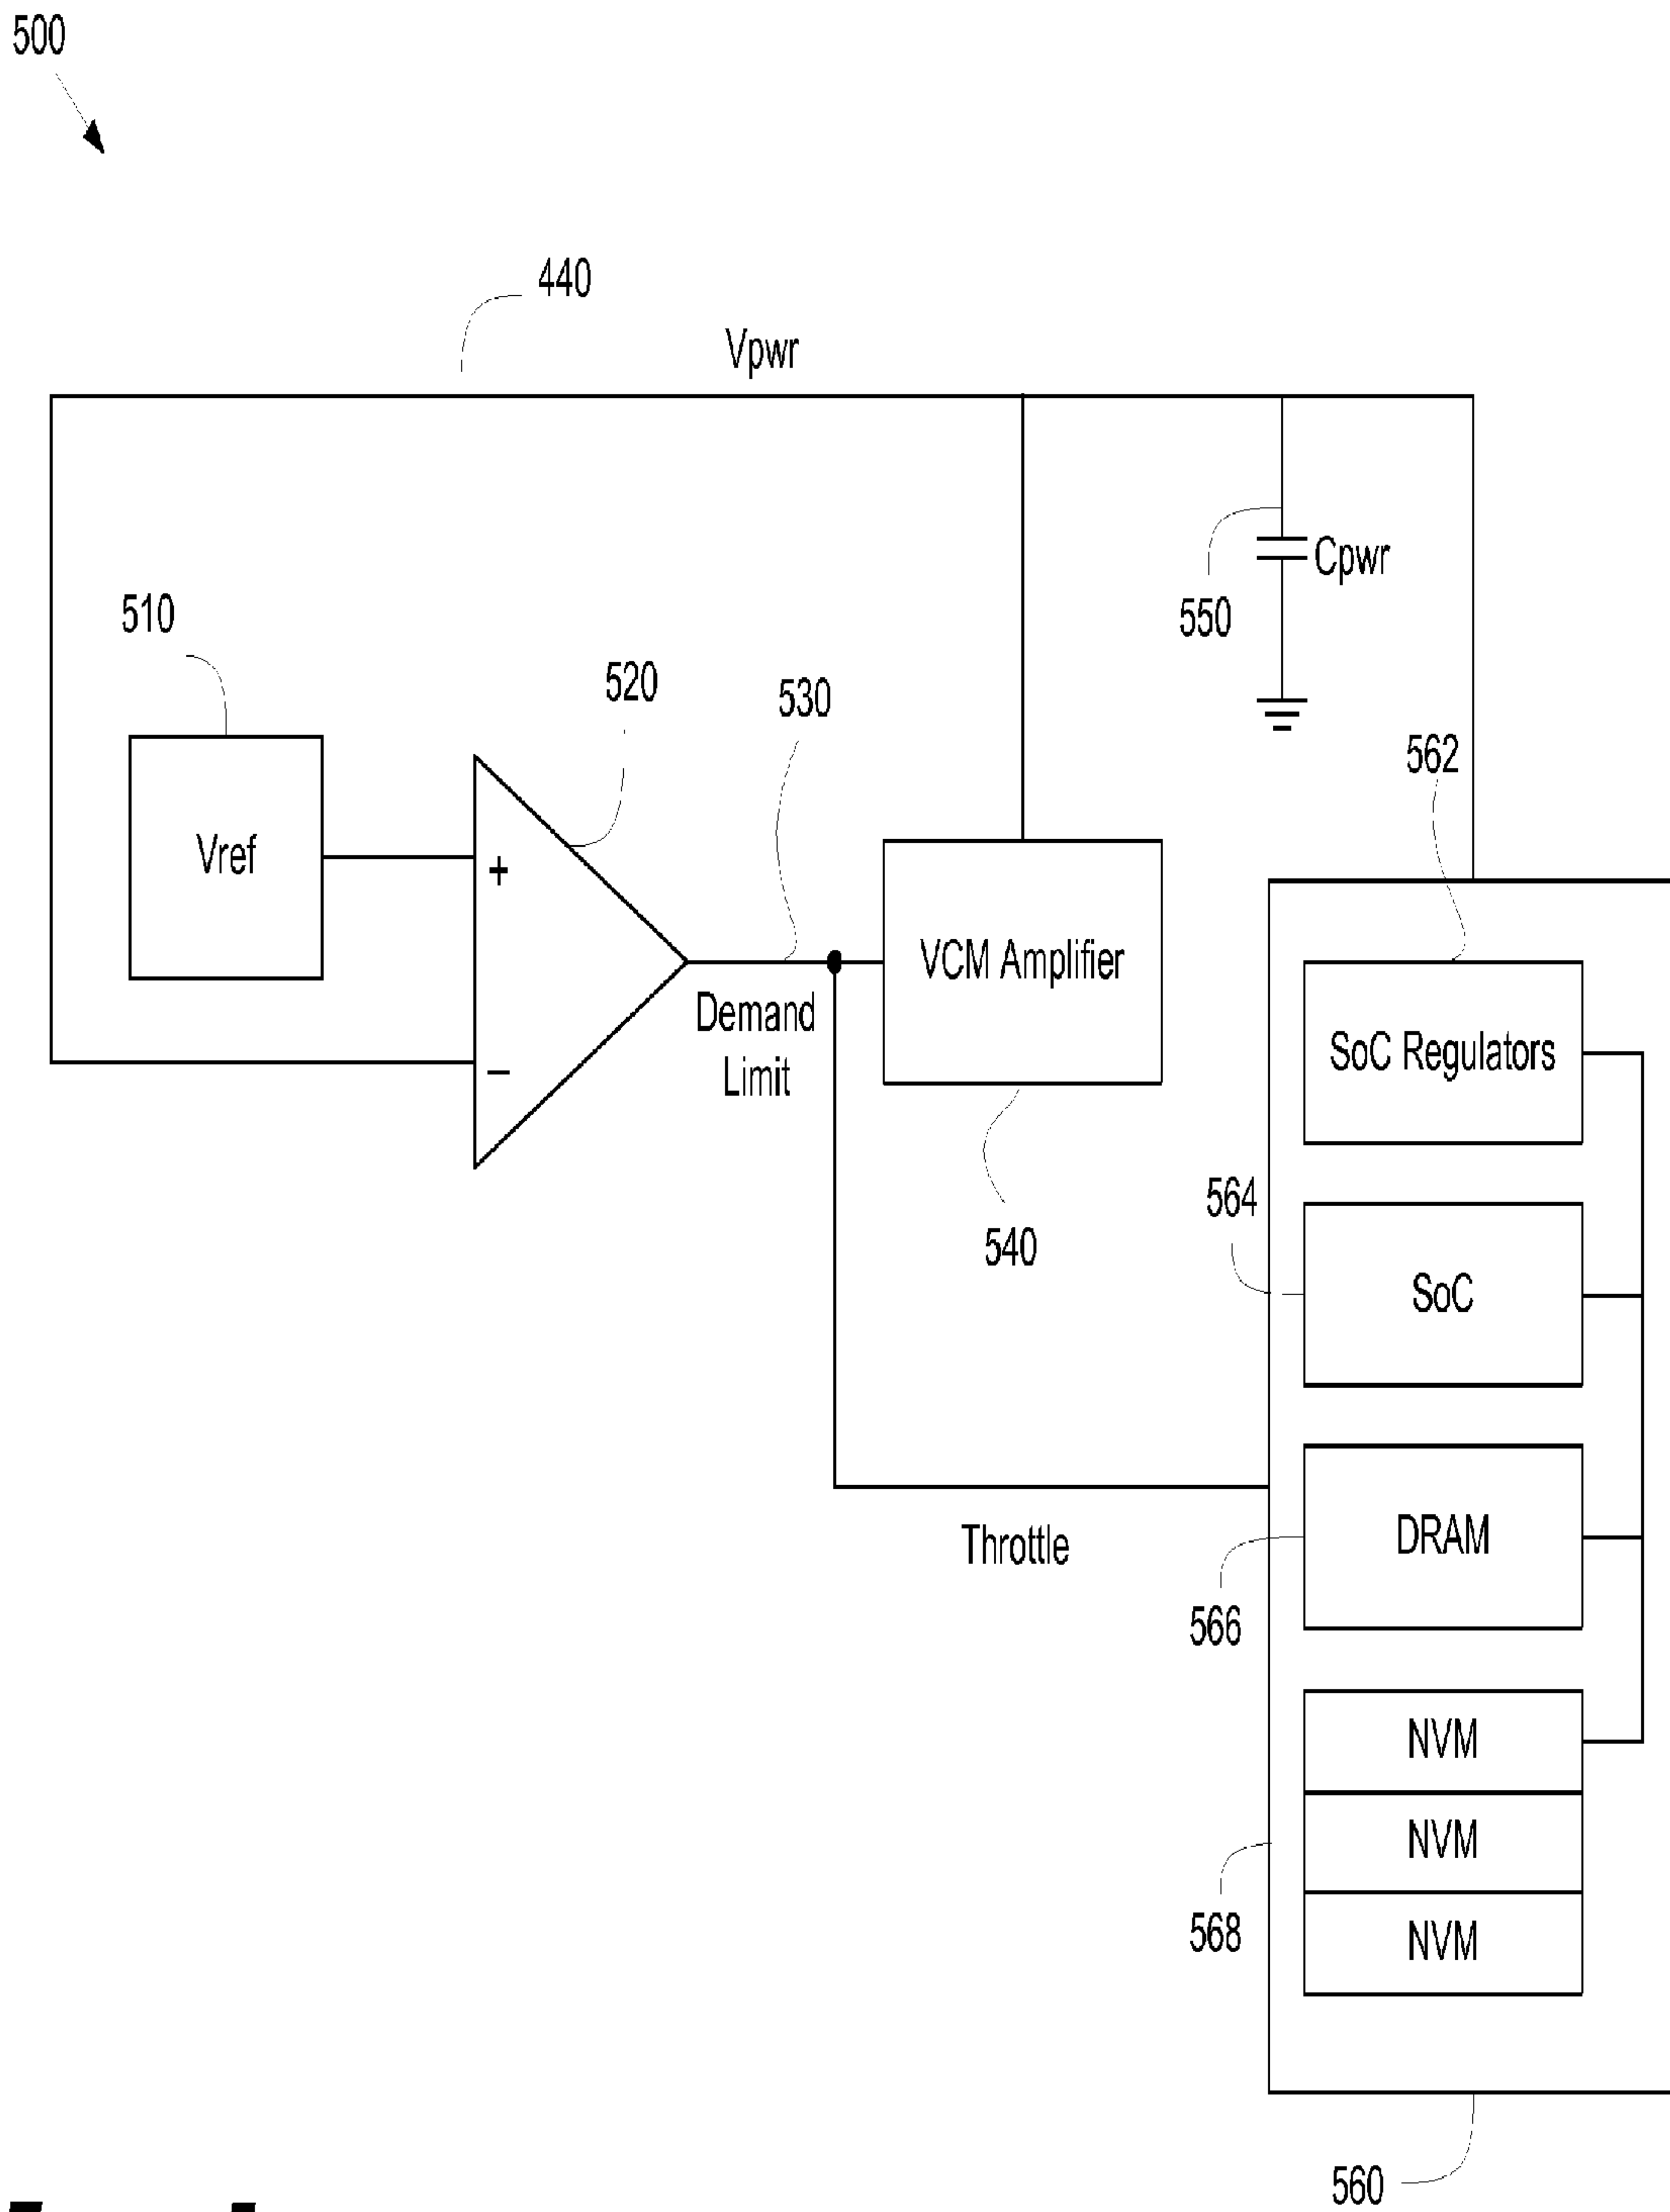 500
440
Vpwr
550
Cpwr
510
Vref
520
+
−
530
Demand
Limit
VCM Amplifier
540
562
SoC Regulators
564
SoC
Throttle
DRAM
566
NVM
NVM
568
NVM
560